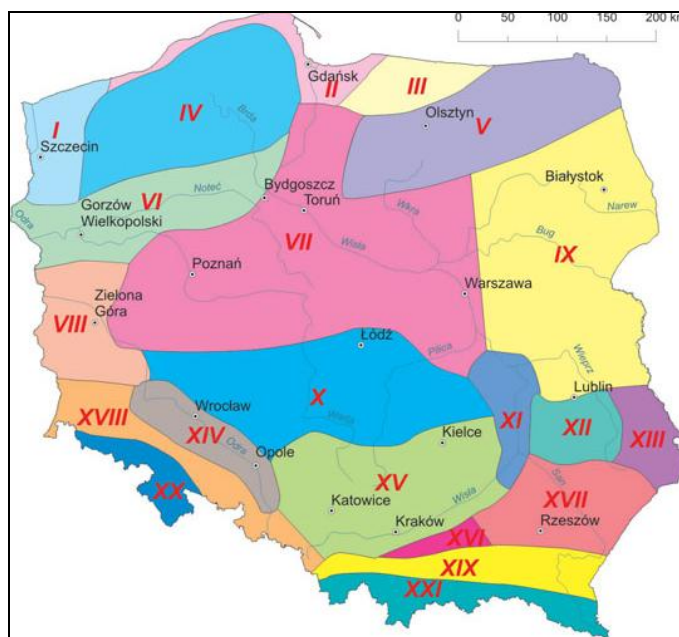 0 50 100 150 200 km
Gdańsk
II
III
I
IV
Brda
Olsztyn
V
Szczecin
Białystok
Gorzów
Wielkopolski
VI
Noteć
Odra
Bydgoszcz
Toruń
Wkra
Narew
VII
Wisła
Bug
IX
Poznań
Warszawa
VIII
Zielona
Góra
Łódź
Pilica
Wieprz
X
Lublin
XVIII
Wrocław
XIV
Odra
Warta
Kielce
XI
XII
XIII
Opole
XX
XV
San
Katowice
Wisła
XVII
Kraków
Rzeszów
XVI
XIX
XXI